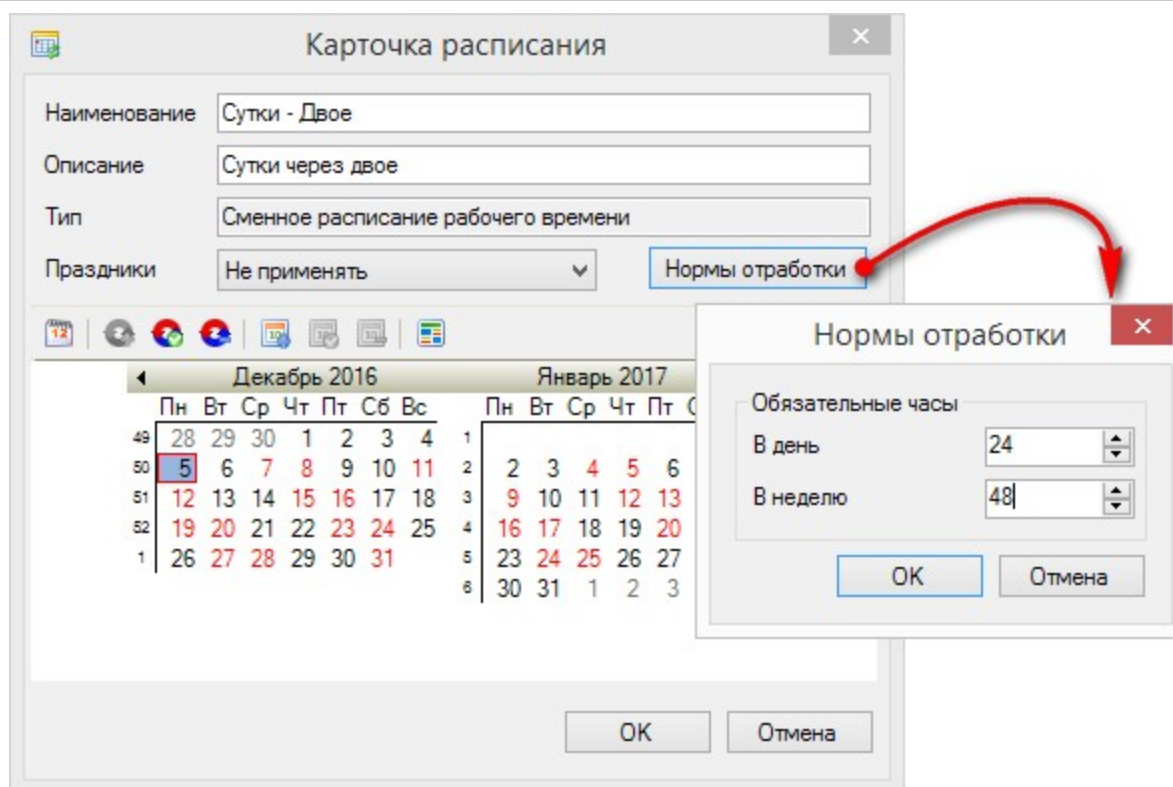 Карточка расписания
Наименование Сутки - Двое
Описание Сутки через двое
Тип Сменное расписание рабочего времени
Праздники Не применять Нормы отработки
12
Декабрь 2016 Январь 2017
Пн Вт Ср Чт Пт Сб Вс Пн Вт Ср Чт Пт
49 28 29 30 1 2 3 4 1
50 5 6 7 8 9 10 11 2 2 3 4 5 6
51 12 13 14 15 16 17 18 3 9 10 11 12 13
52 19 20 21 22 23 24 25 4 16 17 18 19 20
1 26 27 28 29 30 31 5 23 24 25 26 27
6 30 31 1 2 3
OK Отмена
Нормы отработки
Обязательные часы
В день 24
В неделю 48
OK Отмена